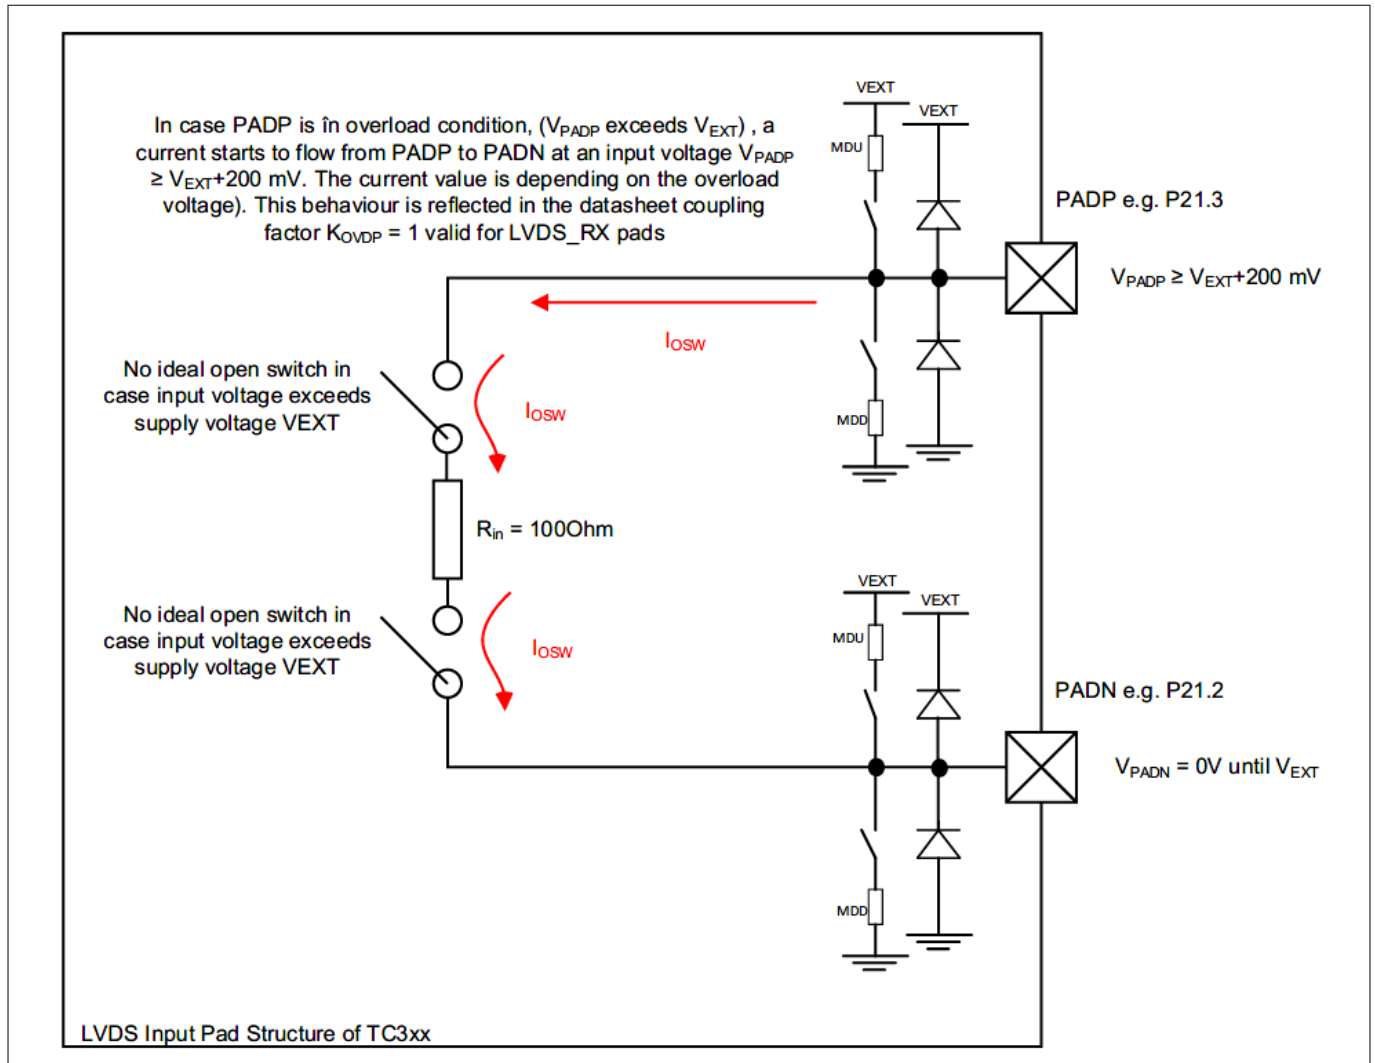 In case PADP is în overload condition, (VPADP exceeds VEXT) , a
current starts to flow from PADP to PADN at an input voltage VPADP
≥ VEXT+200 mV. The current value is depending on the overload
voltage). This behaviour is reflected in the datasheet coupling
factor KOVDP = 1 valid for LVDS_RX pads
VEXT
VEXT
MDU
PADP e.g. P21.3
VPADP ≥ VEXT+200 mV
IOSW
No ideal open switch in
case input voltage exceeds
supply voltage VEXT
IOSW
MDD
Rin = 100Ohm
VEXT
VEXT
No ideal open switch in
case input voltage exceeds
supply voltage VEXT
IOSW
MDU
PADN e.g. P21.2
VPADN = 0V until VEXT
MDD
LVDS Input Pad Structure of TC3xx